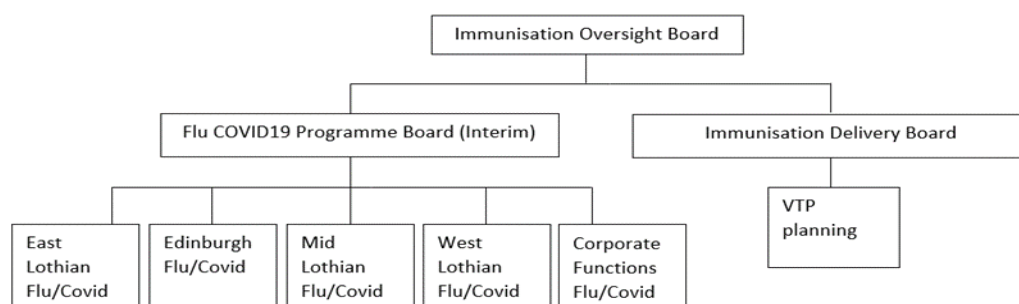 Immunisation Oversight Board
Flu COVID19 Programme Board (Interim)
Immunisation Delivery Board
East
Lothian
Flu/Covid
Edinburgh
Flu/Covid
Mid
Lothian
Flu/Covid
West
Lothian
Flu/Covid
Corporate
Functions
Flu/Covid
VTP
planning